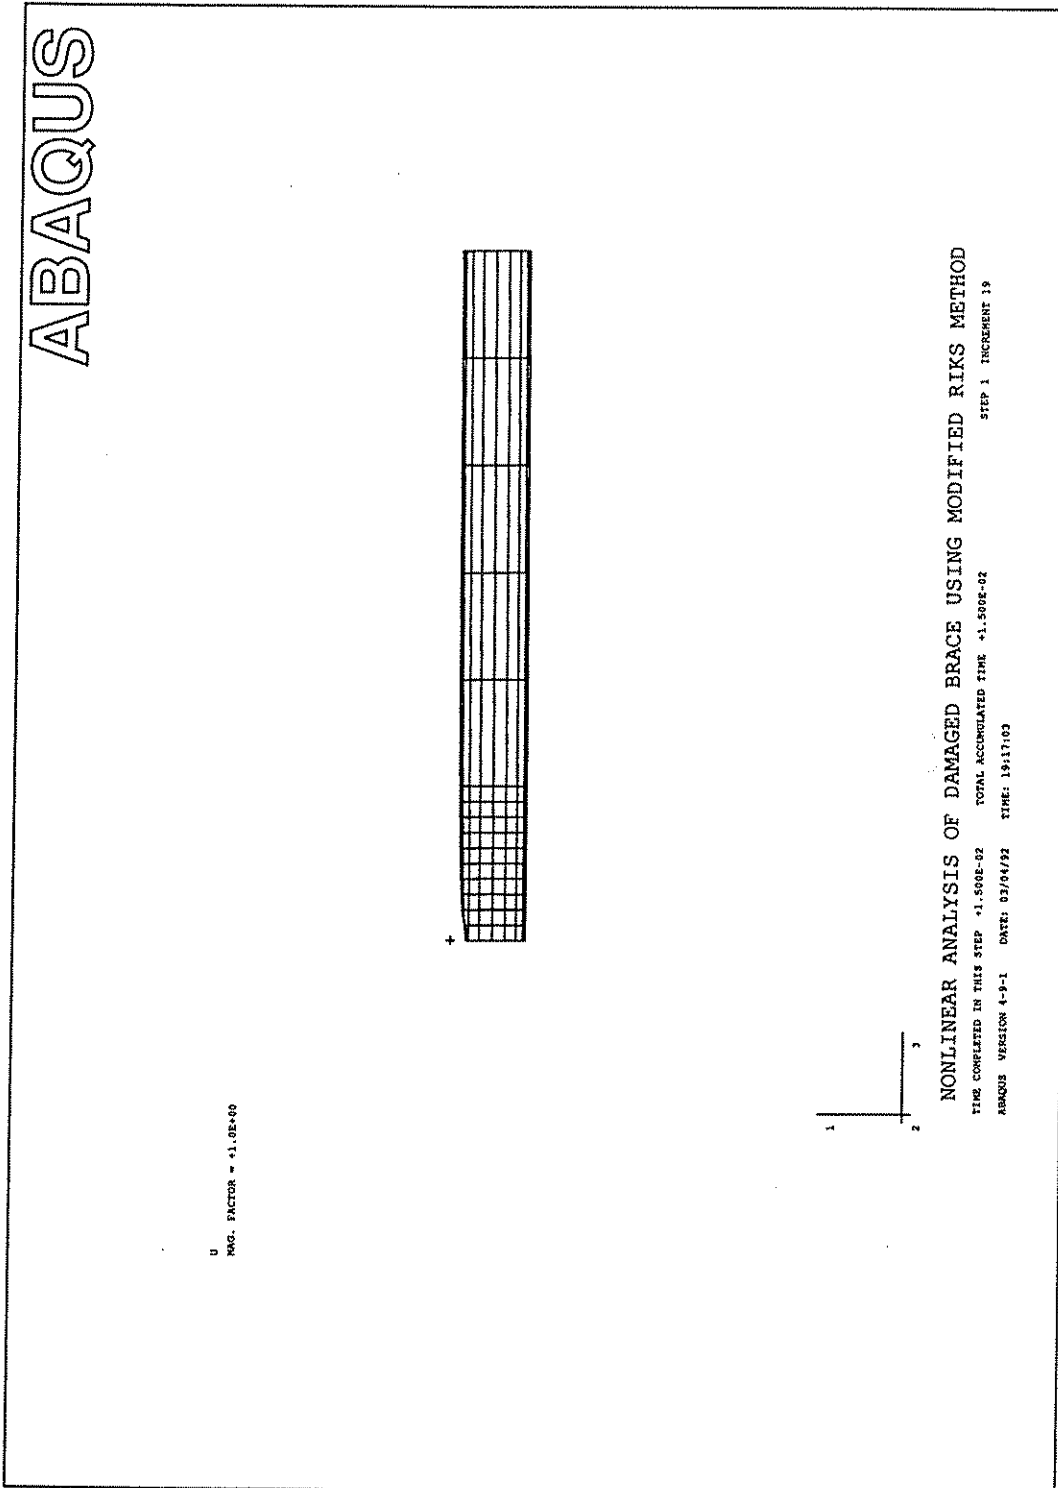 ABAQUS
U
MAG. FACTOR = +1.0E+00
1
2
3
NONLINEAR ANALYSIS OF DAMAGED BRACE USING MODIFIED RIKS METHOD
TIME COMPLETED IN THIS STEP +1.500E-02 TOTAL ACCUMULATED TIME +1.500E-02 STEP 1 INCREMENT 19
ABAQUS VERSION 4-9-1 DATE: 03/04/92 TIME: 19:17:03